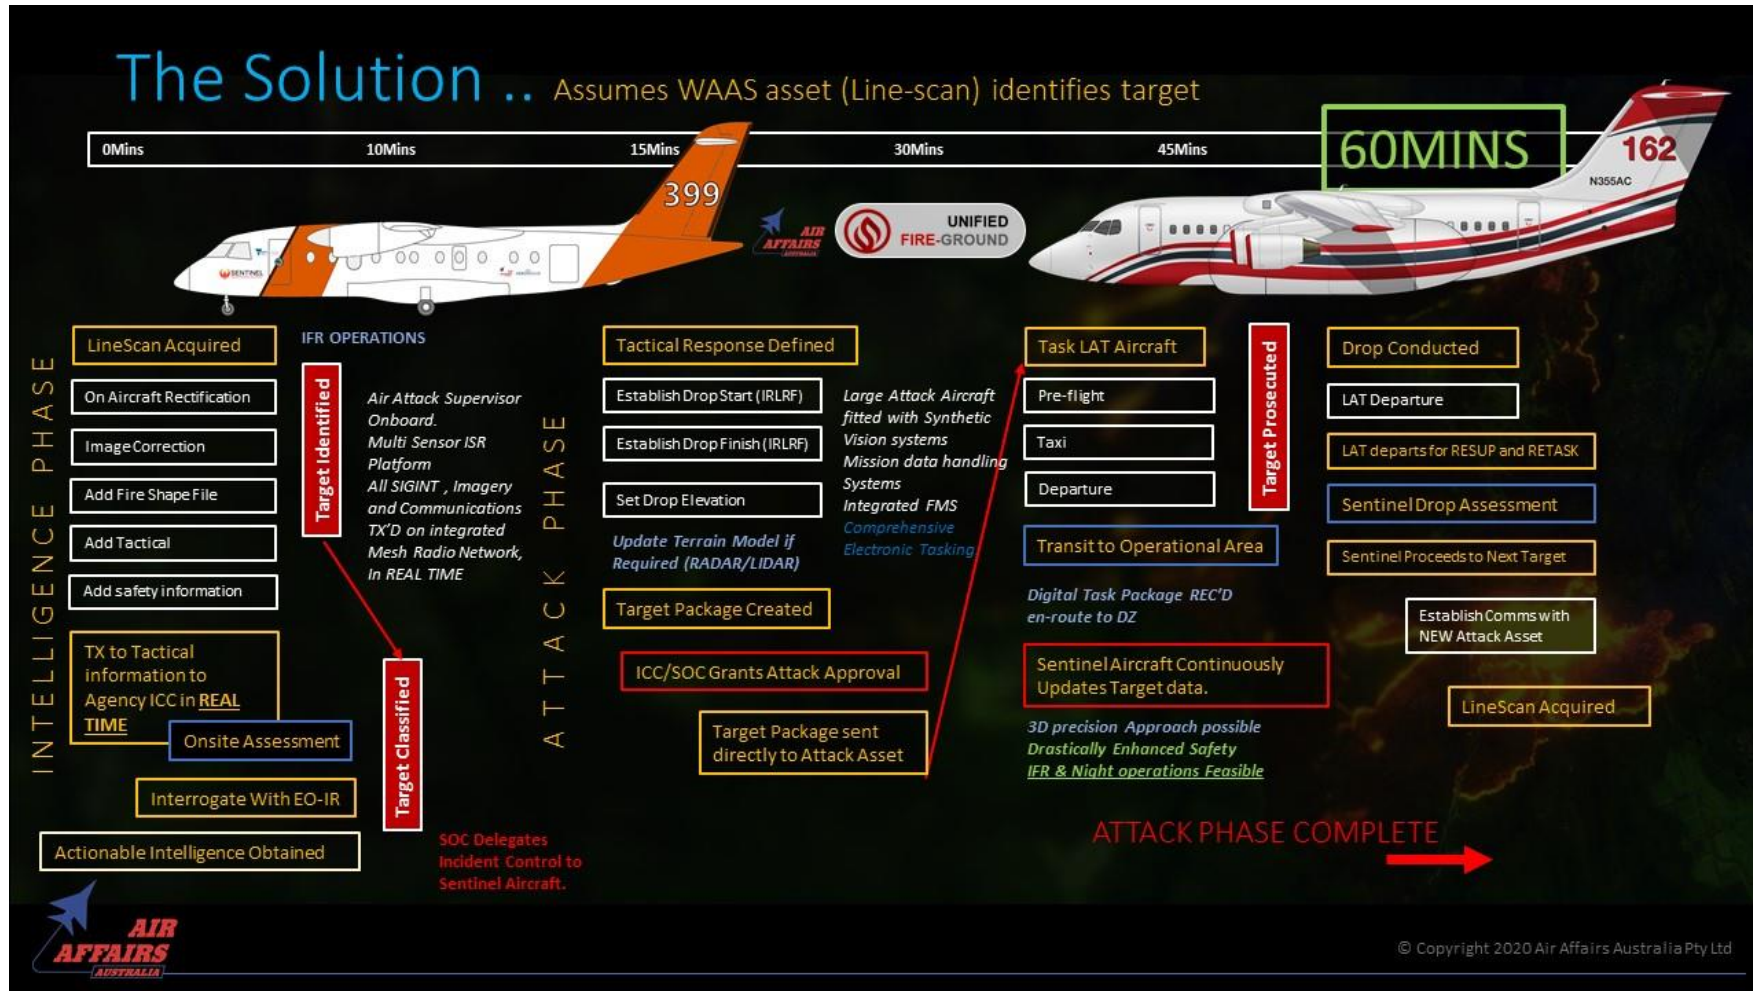 The Solution .. Assumes WAAS asset (Line-scan) identifies target
0Mins
10Mins
15Mins
30Mins
45Mins
60MINS
399
SENTINEL
AIR
AFFAIRS
AUSTRALIA
UNIFIED
FIRE-GROUND
162
N355AC
INTELLIGENCE PHASE
LineScan Acquired
On Aircraft Rectification
Image Correction
Add Fire Shape File
Add Tactical
Add safety information
TX to Tactical
information to
Agency ICC in REAL
TIME
Onsite Assessment
Interrogate With EO-IR
Actionable Intelligence Obtained
IFR OPERATIONS
Target Identified
Air Attack Supervisor
Onboard.
Multi Sensor ISR
Platform
All SIGINT , Imagery
and Communications
TX'D on integrated
Mesh Radio Network,
In REAL TIME
Target Classified
SOC Delegates
Incident Control to
Sentinel Aircraft.
ATTACK PHASE
Tactical Response Defined
Establish Drop Start (IRLRF)
Establish Drop Finish (IRLRF)
Set Drop Elevation
Update Terrain Model if
Required (RADAR/LIDAR)
Target Package Created
ICC/SOC Grants Attack Approval
Target Package sent
directly to Attack Asset
Large Attack Aircraft
fitted with Synthetic
Vision systems
Mission data handling
Systems
Integrated FMS
Comprehensive
Electronic Tasking
Task LAT Aircraft
Pre-flight
Taxi
Departure
Transit to Operational Area
Digital Task Package REC'D
en-route to DZ
Sentinel Aircraft Continuously
Updates Target data.
3D precision Approach possible
Drastically Enhanced Safety
IFR & Night operations Feasible
Target Prosecuted
Drop Conducted
LAT Departure
LAT departs for RESUP and RETASK
Sentinel Drop Assessment
Sentinel Proceeds to Next Target
Establish Comms with
NEW Attack Asset
LineScan Acquired
ATTACK PHASE COMPLETE
AIR
AFFAIRS
AUSTRALIA
© Copyright 2020 Air Affairs Australia Pty Ltd